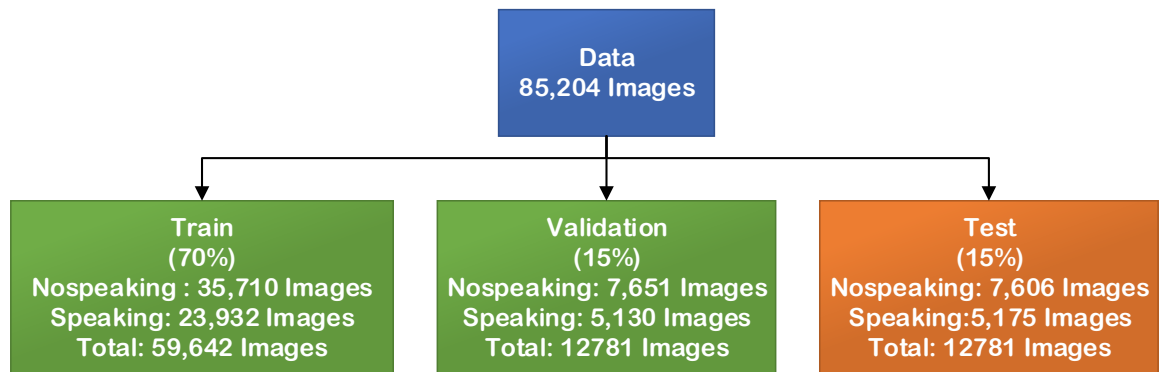 Data
85,204 Images
Train
(70%)
Nospeaking : 35,710 Images
Speaking: 23,932 Images
Total: 59,642 Images
Validation
(15%)
Nospeaking: 7,651 Images
Speaking: 5,130 Images
Total: 12781 Images
Test
(15%)
Nospeaking: 7,606 Images
Speaking:5,175 Images
Total: 12781 Images